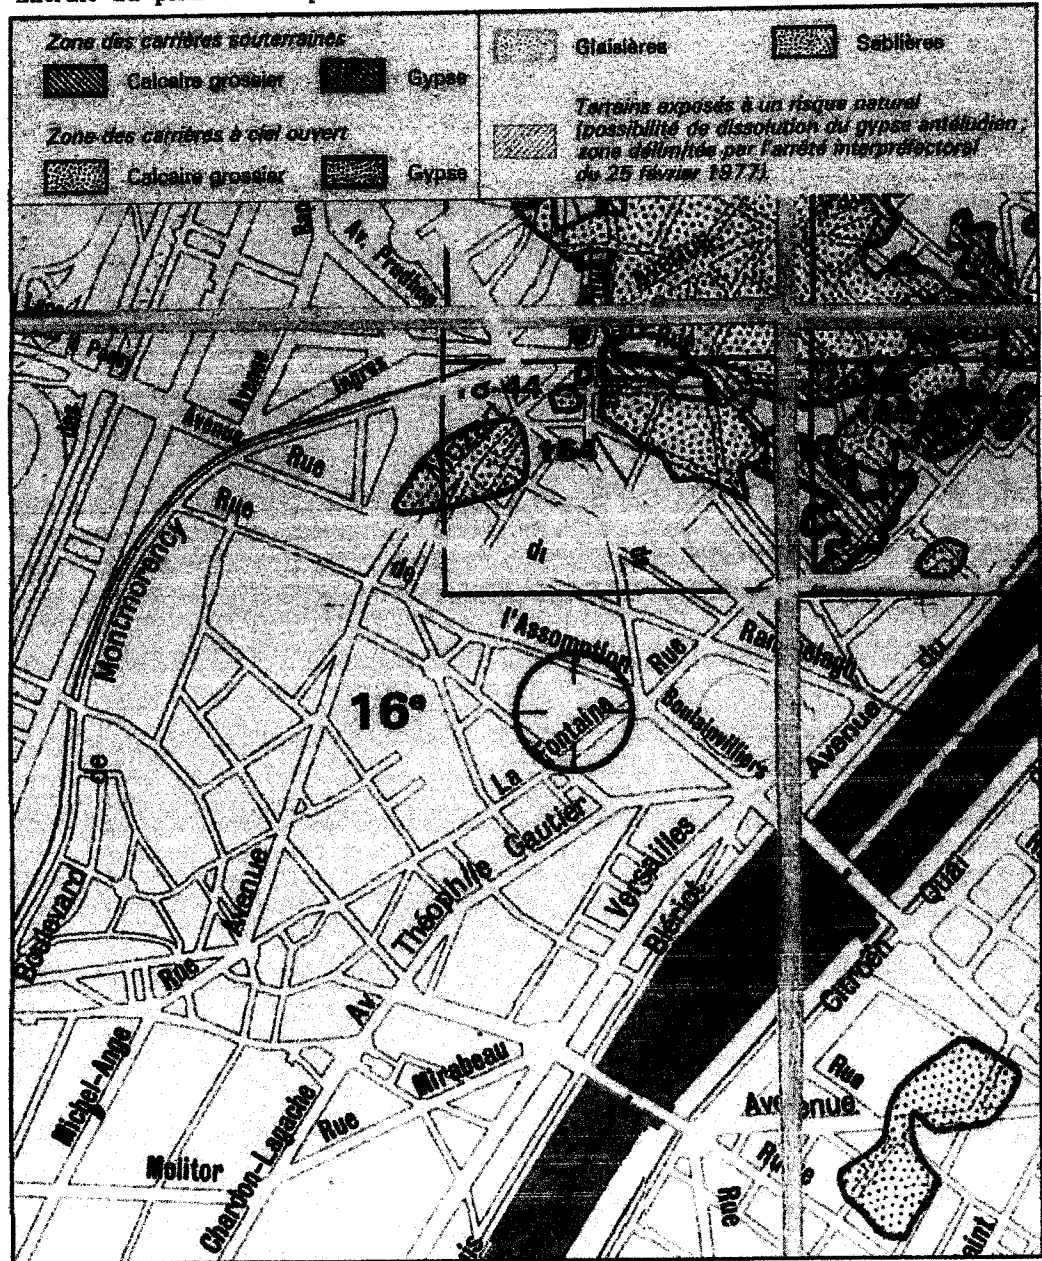 Zone des carrières souterraines
Calcaire grossier
Gypse
Zone des carrières à ciel ouvert
Calcaire grossier
Gypse
Glaisières
Sablières
Terrains exposés à un risque naturel
(possibilité de dissolution du gypse antéludien ;
zone délimitée par l'arrêté interpréfectoral
du 25 février 1977).
Av. Proudhon
Ingres
Avenue
Avenue
Rue
Rue
de
Montmorency
l'Assomption
Rue
Ranelagh
du
16e
Fontaine
Boulainvilliers
Avenue
La
de
Gautier
Théophile
Versailles
Blériot
Quai
Citroën
Boulevard
Avenue
Rue
Av.
Mirabeau
Rue
Michel-Ange
Molitor
Chardon-Lagache
Rue
Avenue
Rue
Rue